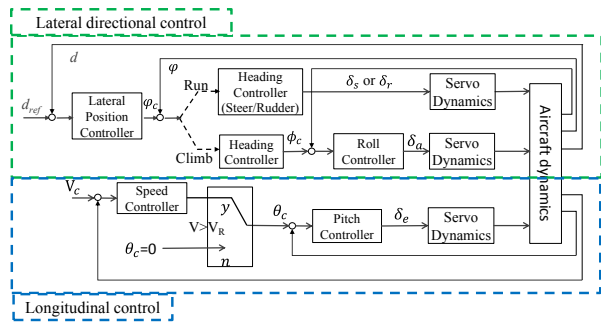 Lateral directional control
d
φ
d_ref
Lateral
Position
Controller
φ_c
Run
Climb
Heading
Controller
(Steer/Rudder)
δ_s or δ_r
Servo
Dynamics
Heading
Controller
ϕ_c
Roll
Controller
δ_a
Servo
Dynamics
Aircraft dynamics
V_c
Speed
Controller
y
V>V_R
n
θ_c=0
θ_c
Pitch
Controller
δ_e
Servo
Dynamics
Longitudinal control